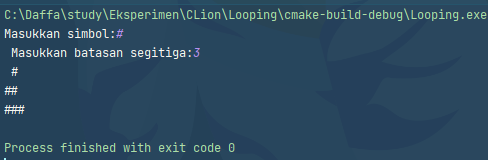 C:\Daffa\study\Eksperimen\CLion\Looping\cmake-build-debug\Looping.exe
Masukkan simbol:#
 Masukkan batasan segitiga:3
 #
##
###
Process finished with exit code 0